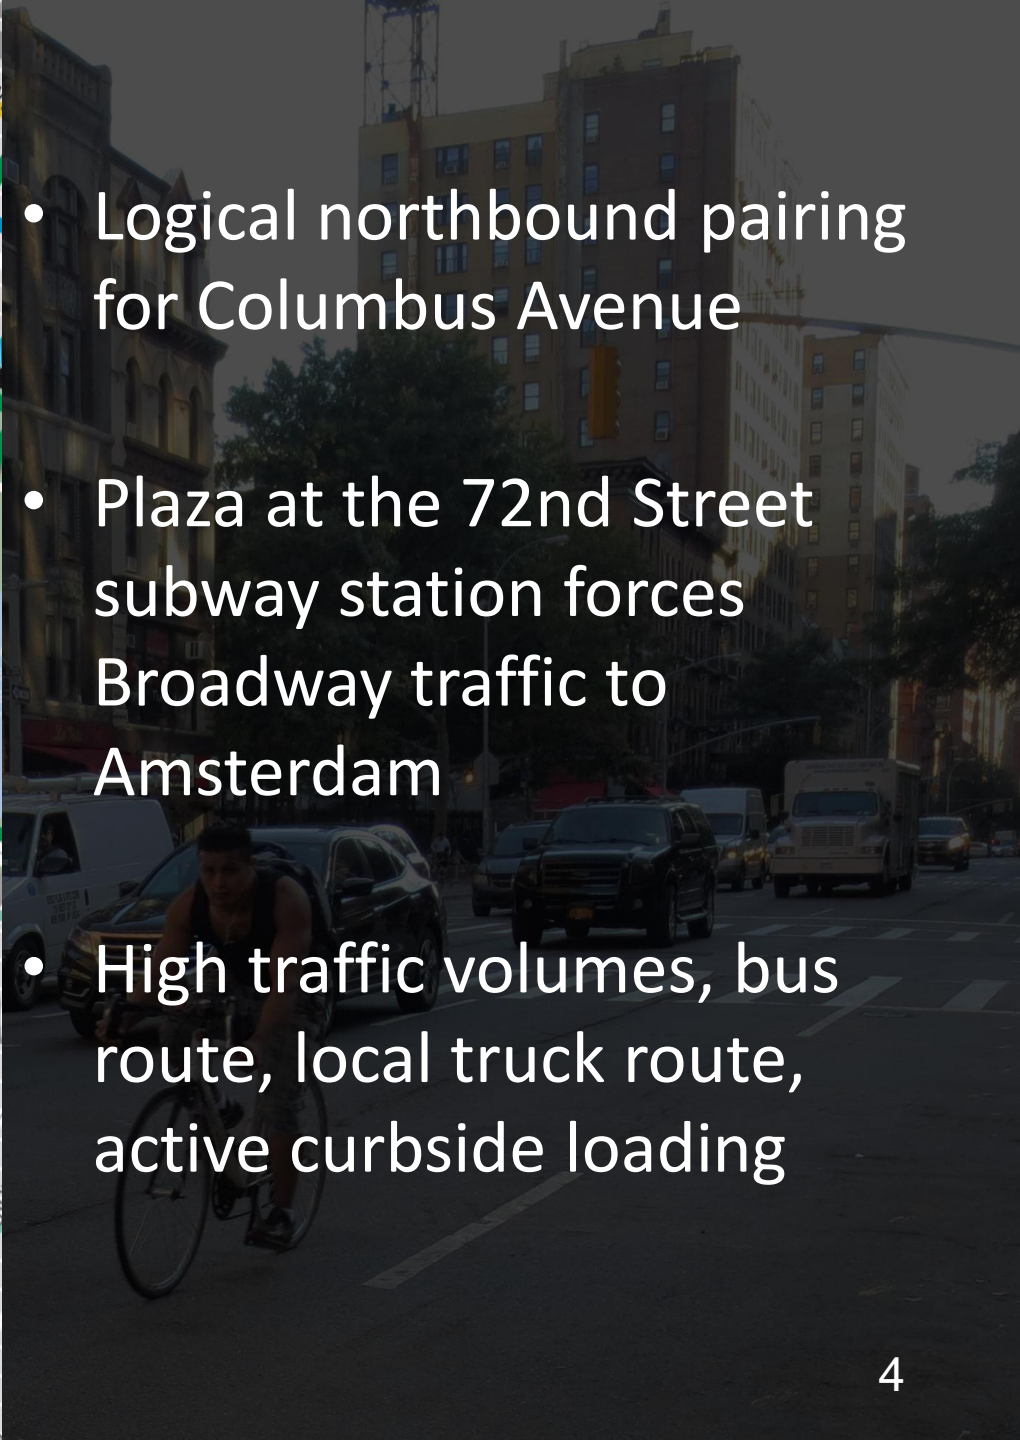 • Logical northbound pairing
for Columbus Avenue
• Plaza at the 72nd Street
subway station forces
Broadway traffic to
Amsterdam
• High traffic volumes, bus
route, local truck route,
active curbside loading
4